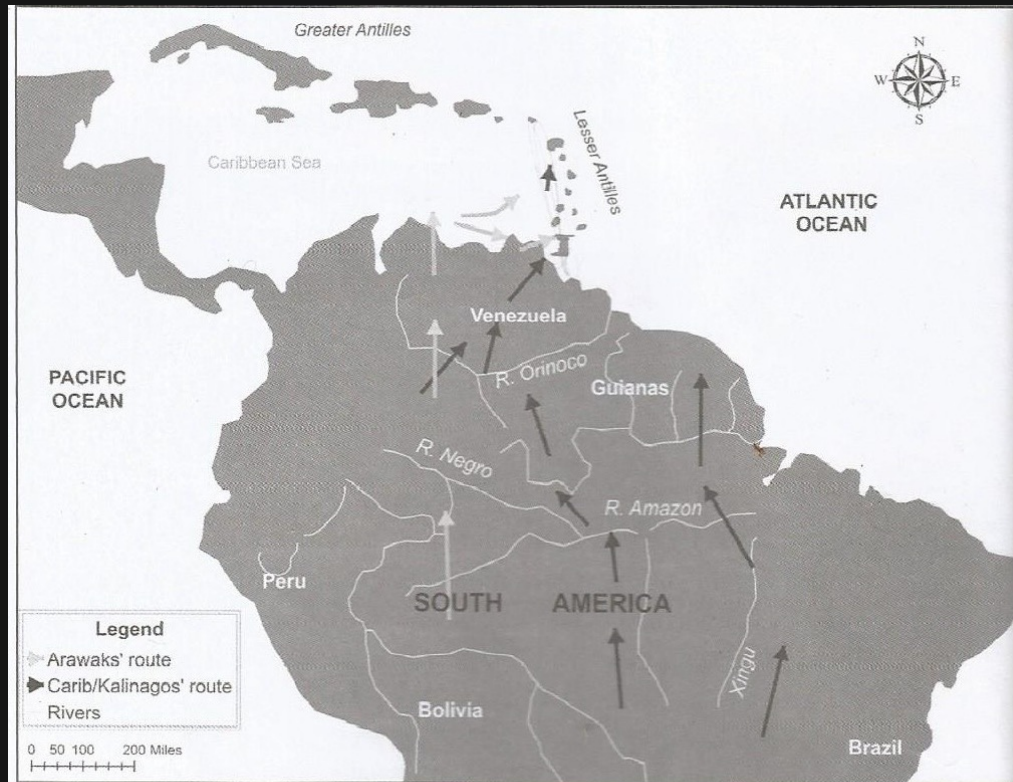 Greater Antilles
N
W
E
S
Caribbean Sea
Lesser Antilles
ATLANTIC
OCEAN
Venezuela
R. Orinoco
Guianas
PACIFIC
OCEAN
R. Negro
R. Amazon
Peru
SOUTH AMERICA
Xingu
Bolivia
Brazil
Legend
Arawaks' route
Carib/Kalinagos' route
Rivers
0 50 100 200 Miles